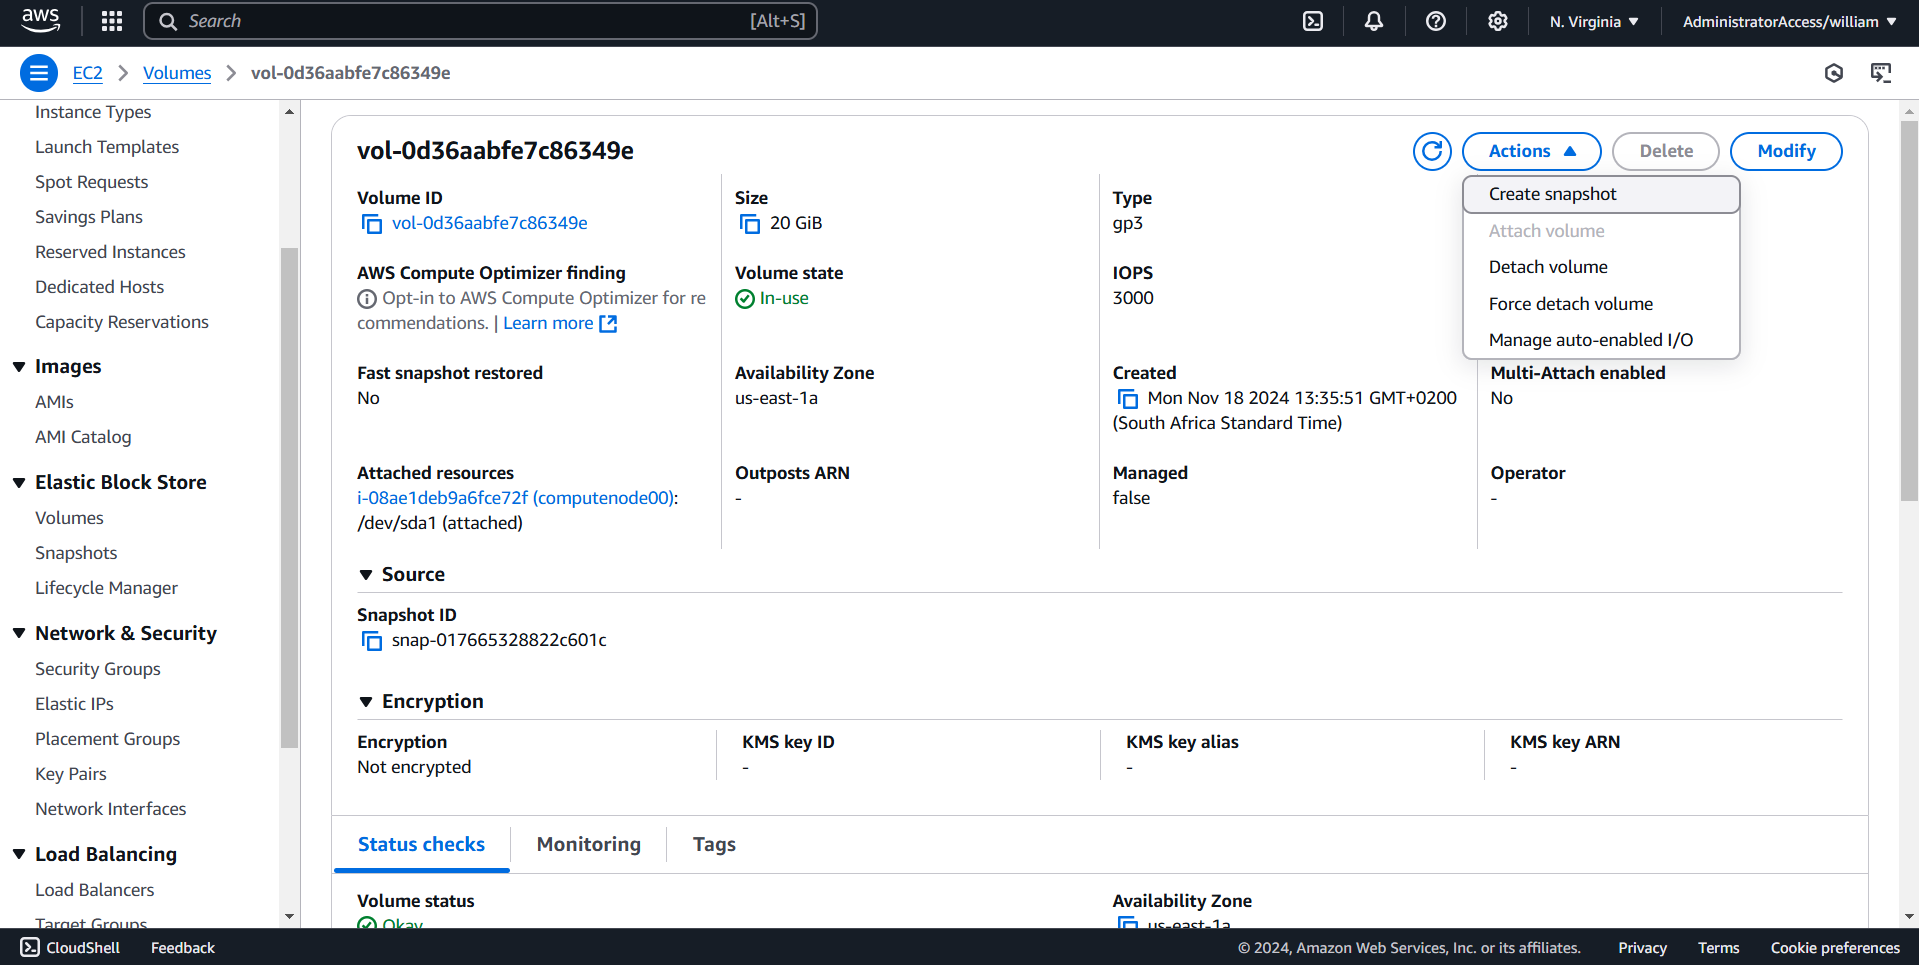 aws
Search [Alt+S]
N. Virginia
AdministratorAccess/william
EC2 Volumes vol-0d36aabfe7c86349e
Instance Types
Launch Templates
Spot Requests
Savings Plans
Reserved Instances
Dedicated Hosts
Capacity Reservations
Images
AMIs
AMI Catalog
Elastic Block Store
Volumes
Snapshots
Lifecycle Manager
Network & Security
Security Groups
Elastic IPs
Placement Groups
Key Pairs
Network Interfaces
Load Balancing
Load Balancers
Target Groups
vol-0d36aabfe7c86349e
Actions
Delete
Modify
Create snapshot
Attach volume
Detach volume
Force detach volume
Manage auto-enabled I/O
Volume ID
vol-0d36aabfe7c86349e
Size
20 GiB
Type
gp3
AWS Compute Optimizer finding
Opt-in to AWS Compute Optimizer for re
commendations. | Learn more
Volume state
In-use
IOPS
3000
Fast snapshot restored
No
Availability Zone
us-east-1a
Created
Mon Nov 18 2024 13:35:51 GMT+0200
(South Africa Standard Time)
Multi-Attach enabled
No
Attached resources
i-08ae1deb9a6fce72f (computenode00):
/dev/sda1 (attached)
Outposts ARN
-
Managed
false
Operator
-
Source
Snapshot ID
snap-017665328822c601c
Encryption
Encryption
Not encrypted
KMS key ID
-
KMS key alias
-
KMS key ARN
-
Status checks
Monitoring
Tags
Volume status
Okay
Availability Zone
us-east-1a
CloudShell
Feedback
© 2024, Amazon Web Services, Inc. or its affiliates.
Privacy
Terms
Cookie preferences